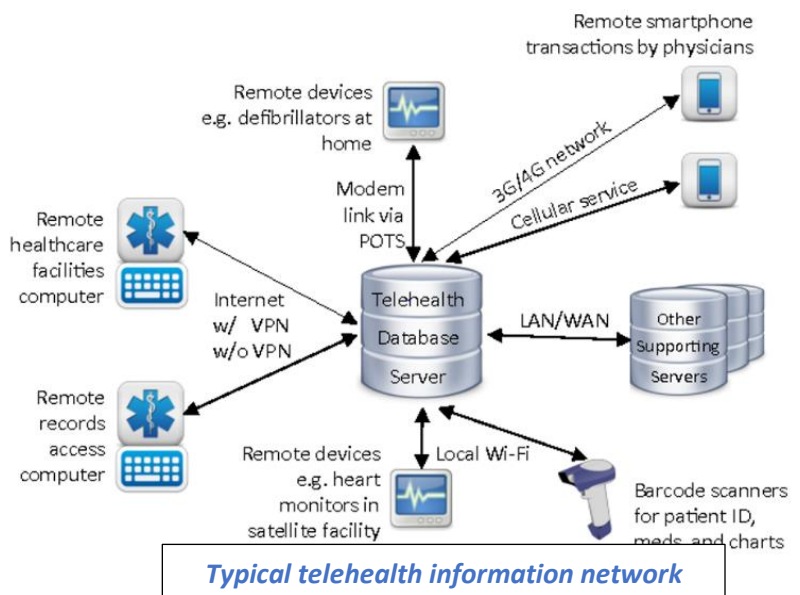 Remote smartphone
transactions by physicians
Remote devices
e.g. defibrillators at
home
3G/4G network
Cellular service
Modem
link via
POTS
Remote
healthcare
facilities
computer
Internet
w/ VPN
w/o VPN
Telehealth
Database
Server
LAN/WAN
Other
Supporting
Servers
Remote
records
access
computer
Remote devices
e.g. heart
monitors in
satellite facility
Local Wi-Fi
Barcode scanners
for patient ID,
meds, and charts
Typical telehealth information network